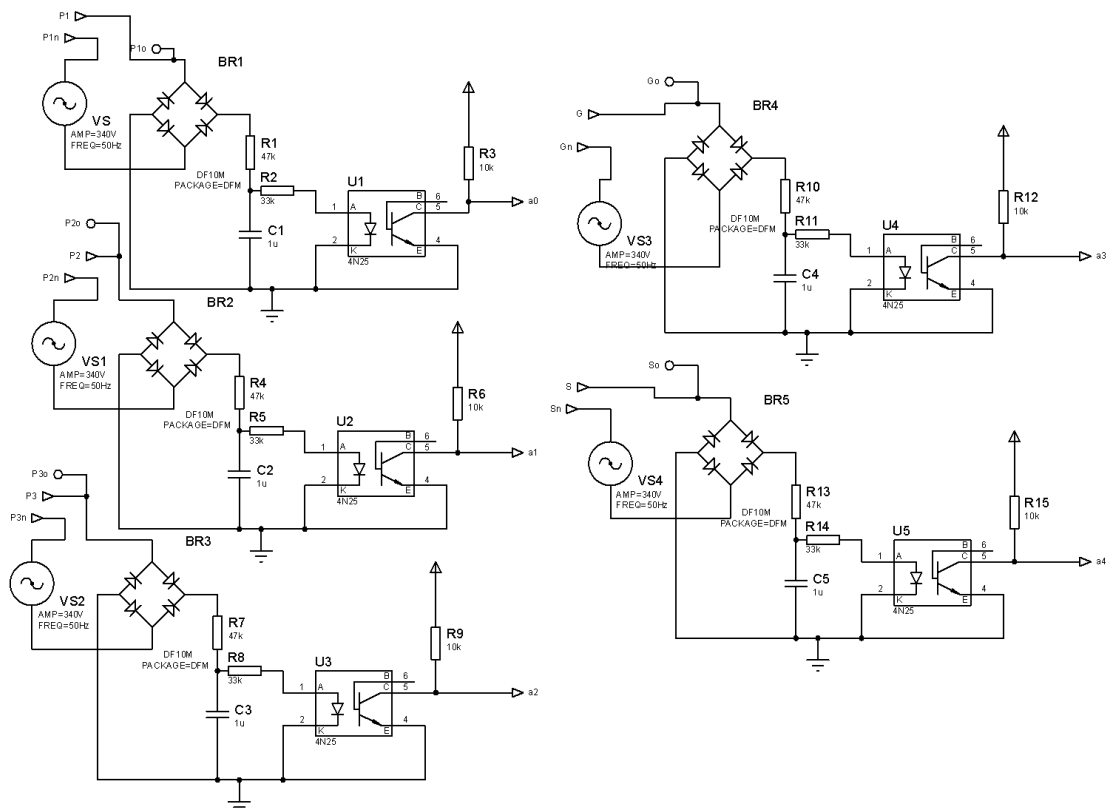 P1
P1n
P1o
BR1
VS
AMP=340V
FREQ=50Hz
R1
47k
DF10M
PACKAGE=DFM
R2
33k
C1
1u
U1
1
A
2
K
B
6
C
5
4
E
4N25
R3
10k
a0
P2o
P2
P2n
BR2
VS1
AMP=340V
FREQ=50Hz
R4
47k
DF10M
PACKAGE=DFM
R5
33k
C2
1u
U2
1
A
2
K
B
6
C
5
4
E
4N25
R6
10k
a1
P3o
P3
P3n
BR3
VS2
AMP=340V
FREQ=50Hz
R7
47k
DF10M
PACKAGE=DFM
R8
33k
C3
1u
U3
1
A
2
K
B
6
C
5
4
E
4N25
R9
10k
a2
Go
G
Gn
BR4
VS3
AMP=340V
FREQ=50Hz
R10
47k
DF10M
PACKAGE=DFM
R11
33k
C4
1u
U4
1
A
2
K
B
6
C
5
4
E
4N25
R12
10k
a3
So
S
Sn
BR5
VS4
AMP=340V
FREQ=50Hz
R13
47k
DF10M
PACKAGE=DFM
R14
33k
C5
1u
U5
1
A
2
K
B
6
C
5
4
E
4N25
R15
10k
a4